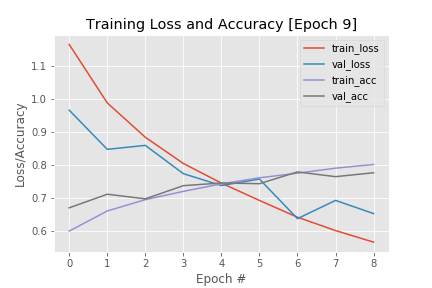 Training Loss and Accuracy [Epoch 9]
train_loss
val_loss
train_acc
val_acc
Loss/Accuracy
1.1
1.0
0.9
0.8
0.7
0.6
0 1 2 3 4 5 6 7 8
Epoch #